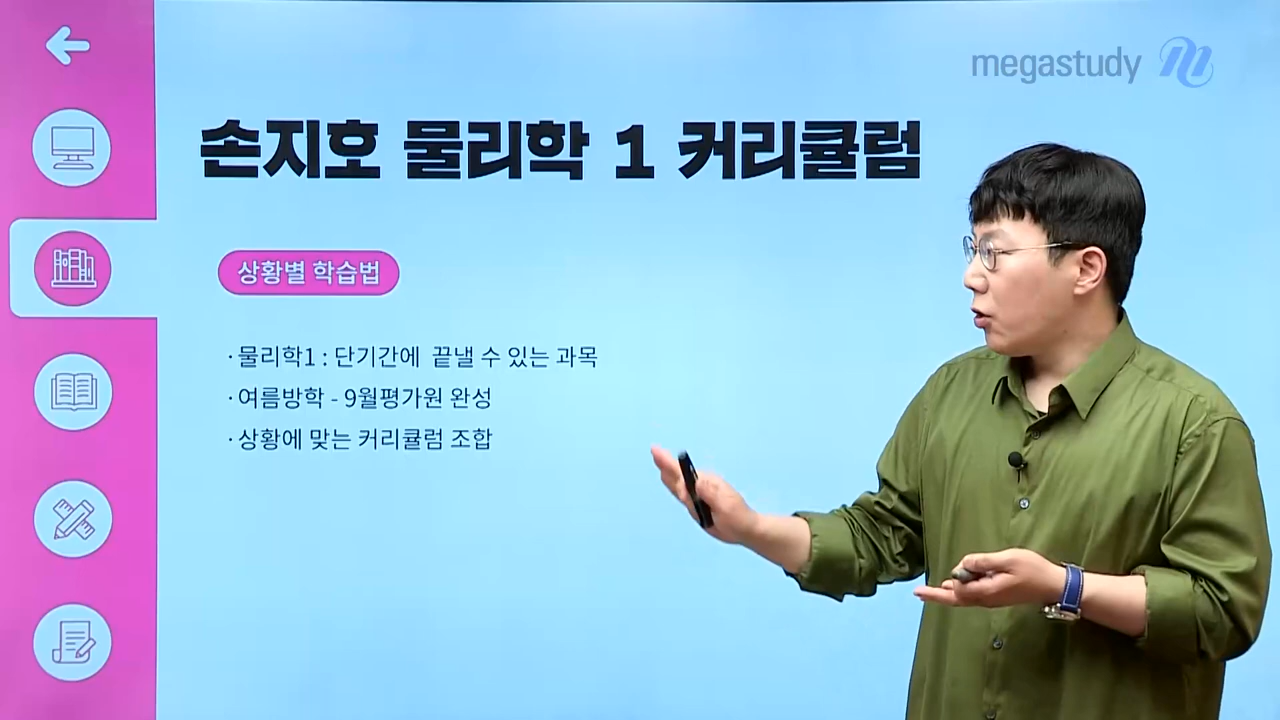 megastudy
손지호 물리학 1 커리큘럼
상황별 학습법
· 물리학1 : 단기간에 끝낼 수 있는 과목
· 여름방학 - 9월평가원 완성
· 상황에 맞는 커리큘럼 조합